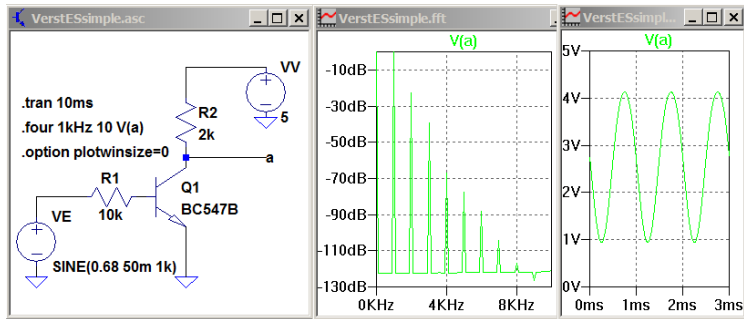 VerstESsimple.asc
VV
5
R2
2k
.tran 10ms
.four 1kHz 10 V(a)
.option plotwinsize=0
a
R1
10k
Q1
BC547B
VE
SINE(0.68 50m 1k)
VerstESsimple.fft
V(a)
-10dB
-30dB
-50dB
-70dB
-90dB
-110dB
-130dB
0KHz 4KHz 8KHz
VerstESsimpl...
V(a)
5V
4V
3V
2V
1V
0V
0ms 1ms 2ms 3ms